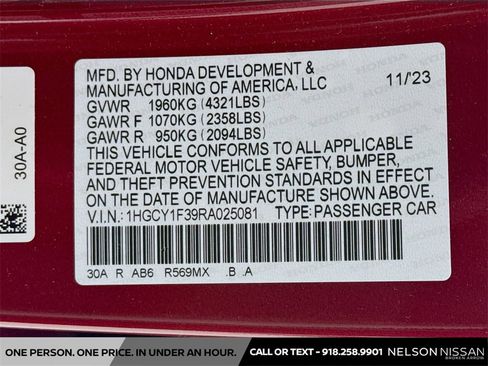 MFD. BY HONDA DEVELOPMENT &
MANUFACTURING OF AMERICA, LLC 11/23
GVWR 1960KG (4321LBS)
GAWR F 1070KG (2358LBS)
GAWR R 950KG (2094LBS)
THIS VEHICLE CONFORMS TO ALL APPLICABLE
FEDERAL MOTOR VEHICLE SAFETY, BUMPER,
AND THEFT PREVENTION STANDARDS IN EFFECT
ON THE DATE OF MANUFACTURE SHOWN ABOVE.
V.I.N.: 1HGCY1F39RA025081 TYPE: PASSENGER CAR
30A R AB6 R569MX .B .A
30A-A0
ONE PERSON. ONE PRICE. IN UNDER AN HOUR. CALL OR TEXT - 918.258.9901 NELSON NISSAN
BROKEN ARROW